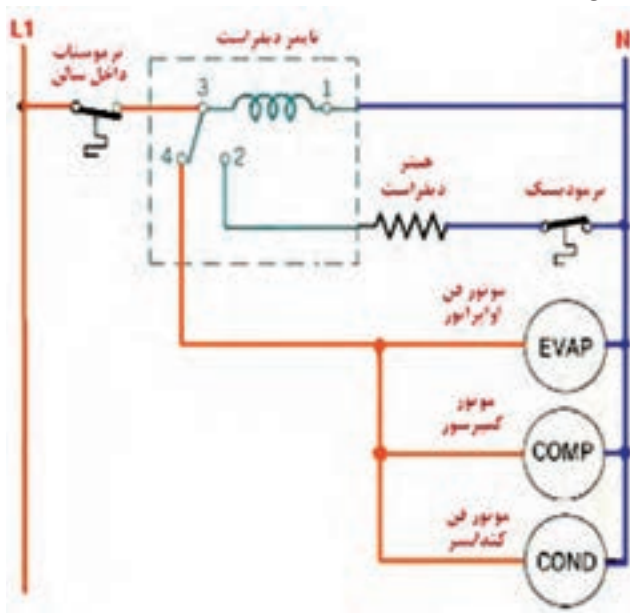 L1
تایمر دیفراست
N
ترموستات
داخل سالن
3
1
4
2
هیتر
دیفراست
ترمودیسک
موتور فن
اواپراتور
EVAP
موتور
کمپرسور
COMP
موتور فن
کندانسر
COND